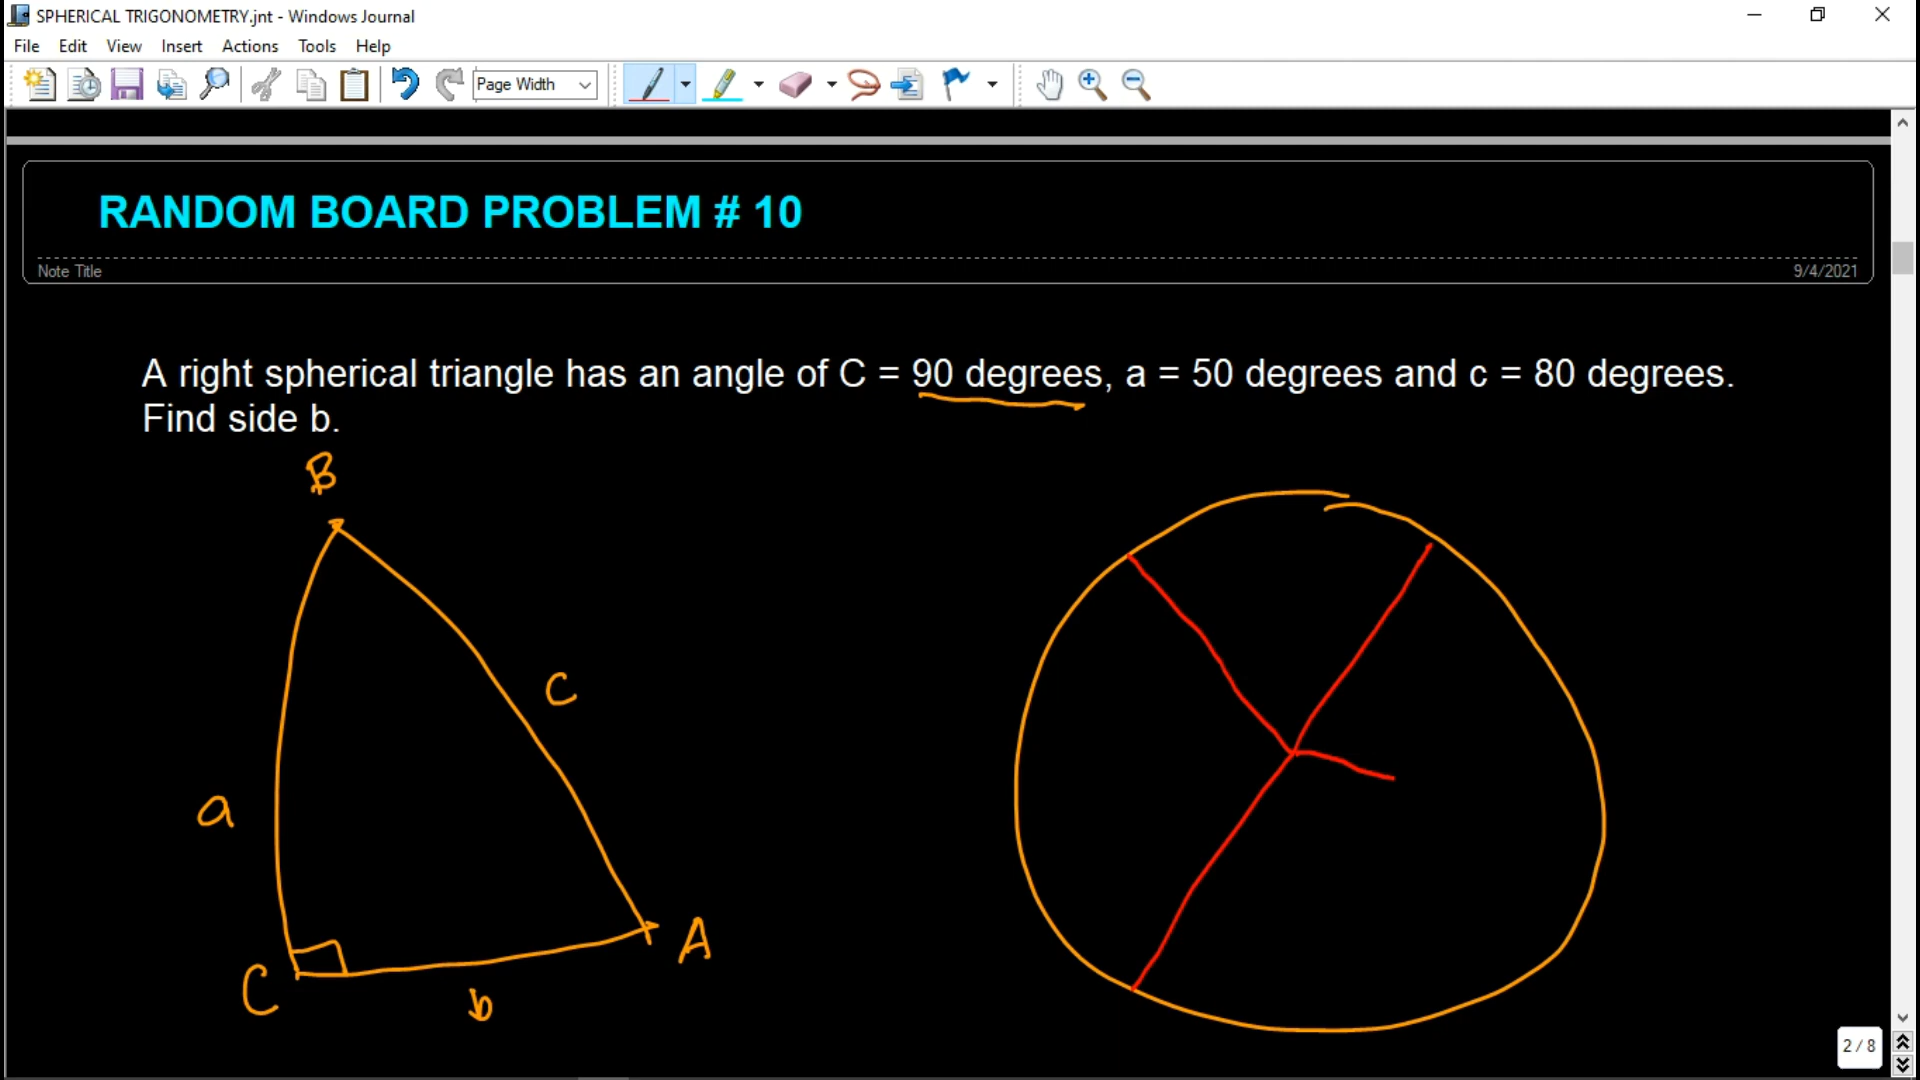 SPHERICAL TRIGONOMETRY.jnt - Windows Journal
File Edit View Insert Actions Tools Help
Page Width
RANDOM BOARD PROBLEM # 10
Note Title
9/4/2021
A right spherical triangle has an angle of C = 90 degrees, a = 50 degrees and c = 80 degrees.
Find side b.
B
c
a
A
C
b
2 / 8